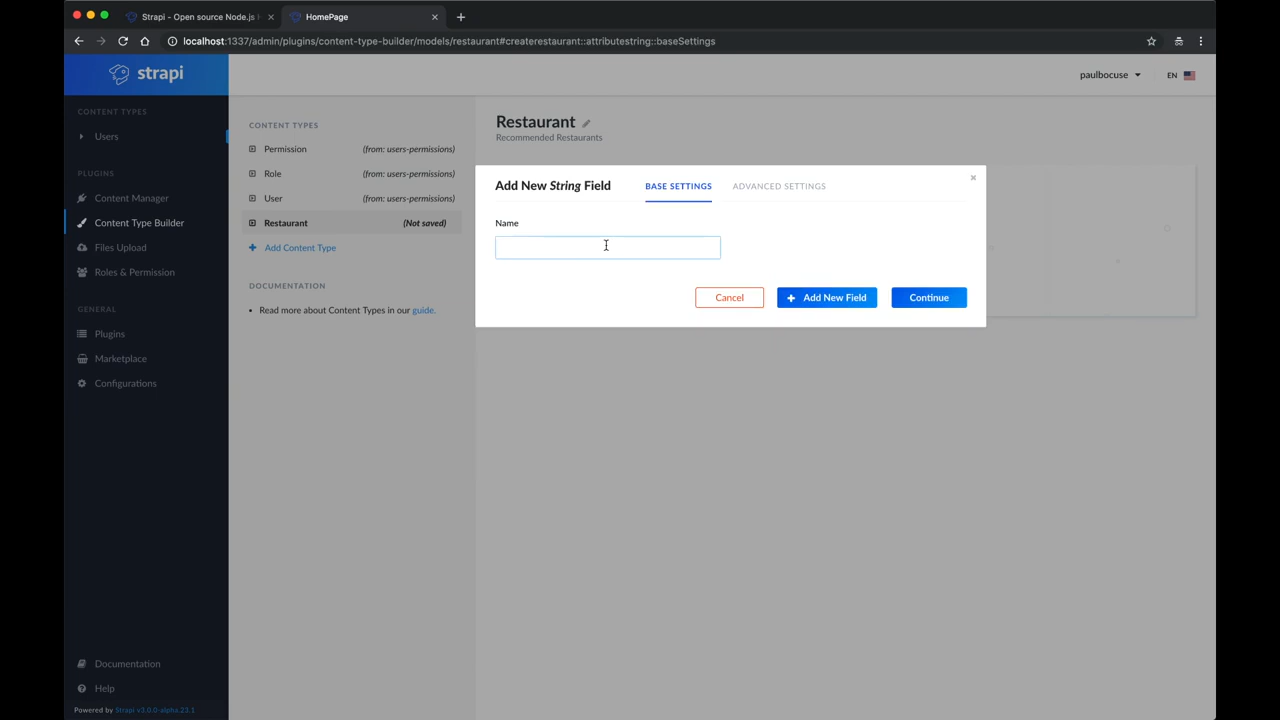 Strapi - Open source Node.js H
HomePage
localhost:1337/admin/plugins/content-type-builder/models/restaurant#createrestaurant::attributestring::baseSettings
strapi
paulbocuse
EN
CONTENT TYPES
Users
PLUGINS
Content Manager
Content Type Builder
Files Upload
Roles & Permission
GENERAL
Plugins
Marketplace
Configurations
Documentation
Help
Powered by Strapi v3.0.0-alpha.23.1
CONTENT TYPES
Permission (from: users-permissions)
Role (from: users-permissions)
User (from: users-permissions)
Restaurant (Not saved)
+ Add Content Type
DOCUMENTATION
• Read more about Content Types in our guide.
Restaurant
Recommended Restaurants
Add New String Field
BASE SETTINGS
ADVANCED SETTINGS
Name
Cancel
+ Add New Field
Continue